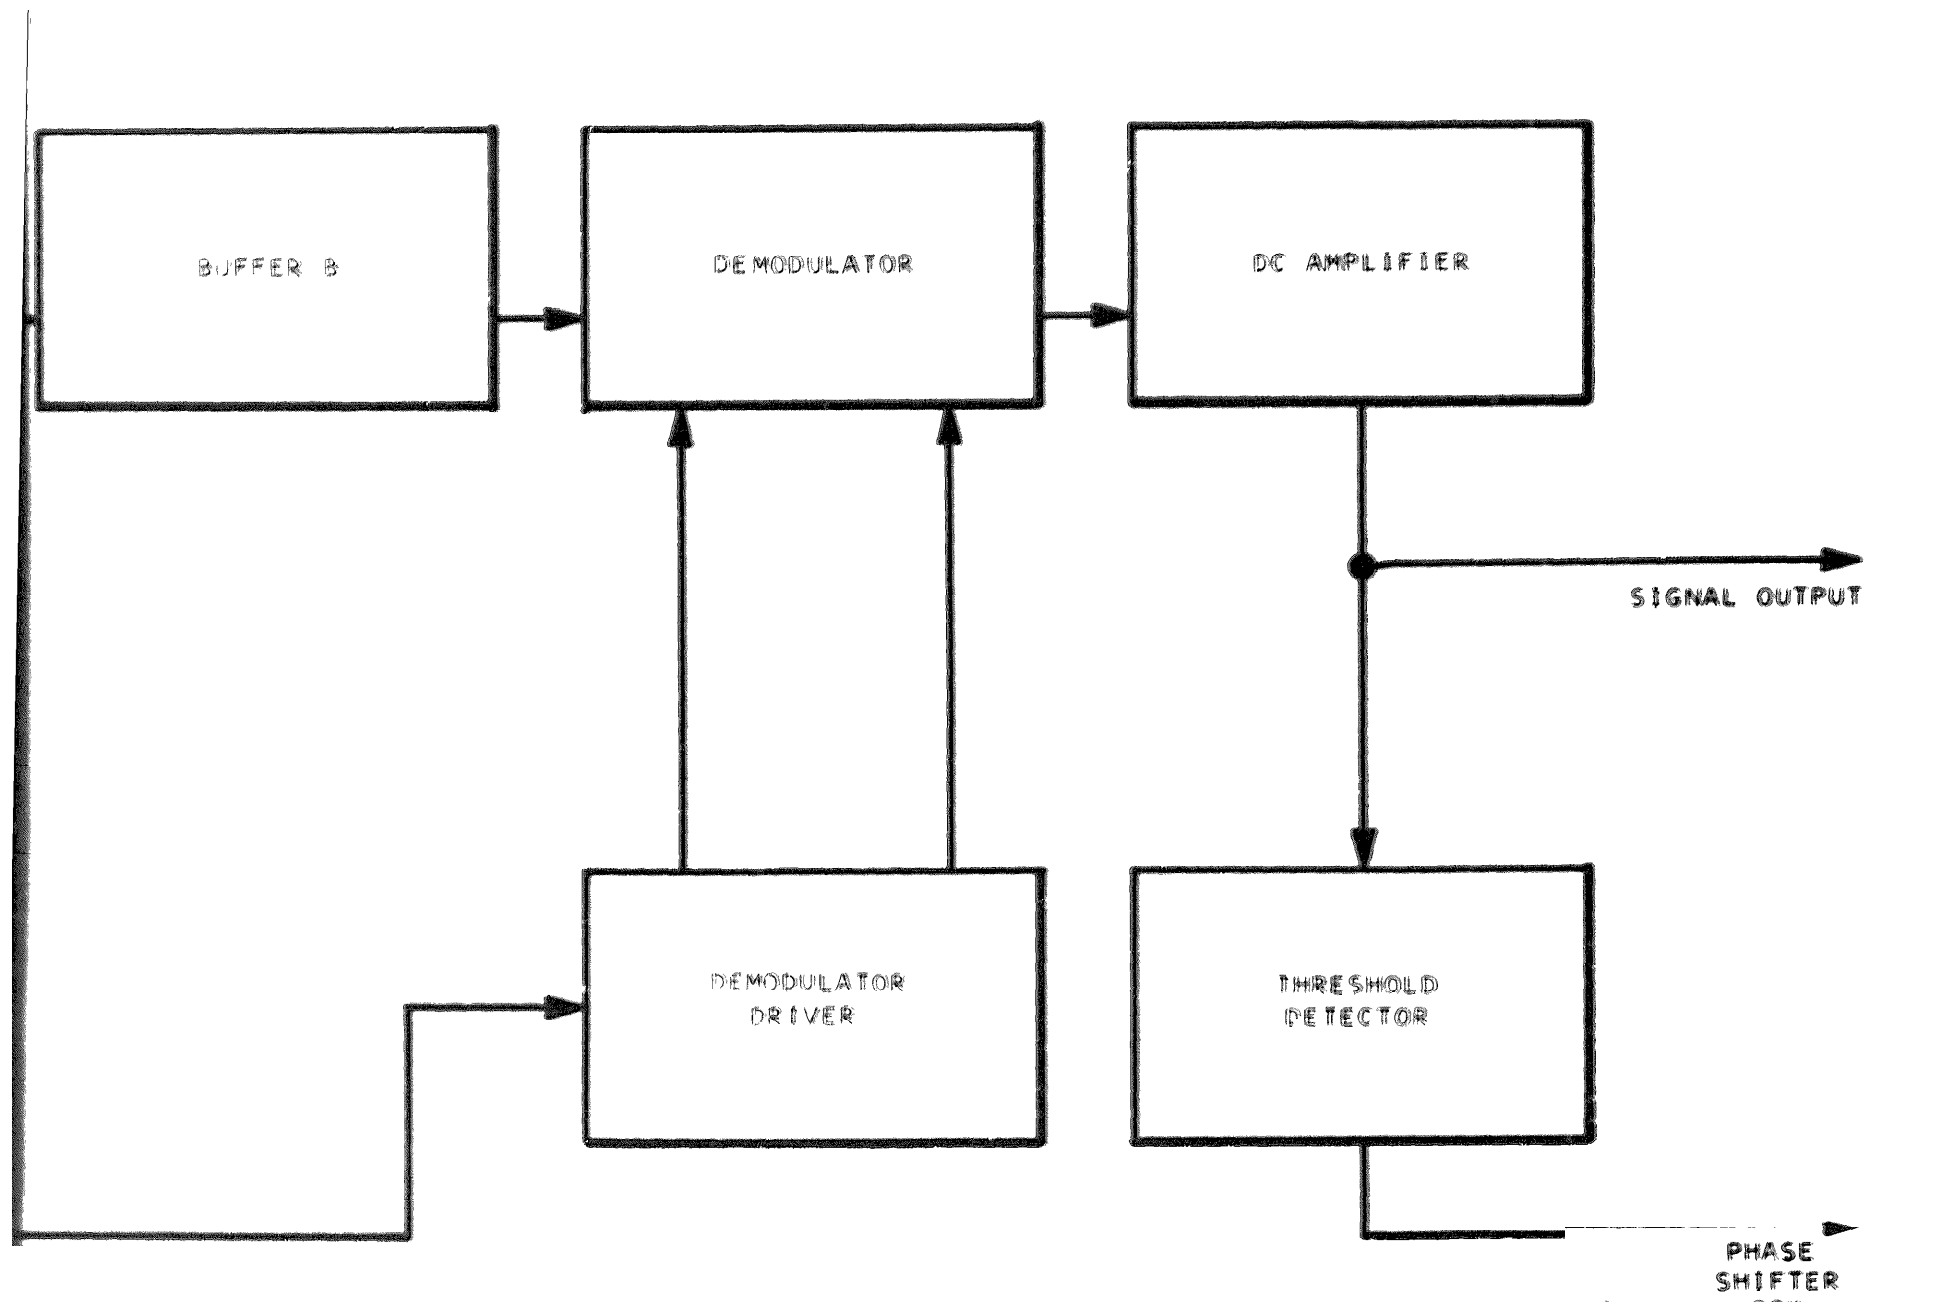 BUFFER B
DEMODULATOR
DC AMPLIFIER
SIGNAL OUTPUT
DEMODULATOR
DRIVER
THRESHOLD
DETECTOR
PHASE
SHIFTER